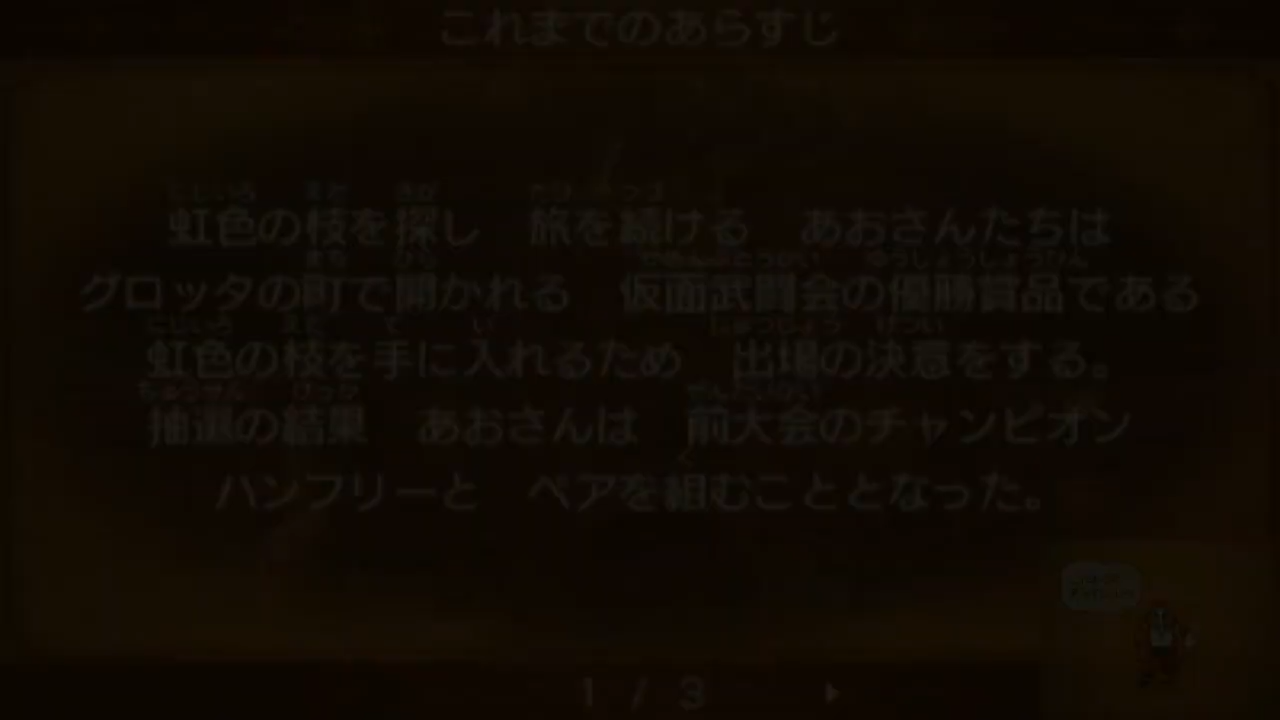 これまでのあらすじ
虹色の枝を探し　旅を続ける　あおさんたちは
グロッタの町で開かれる　仮面武闘会の優勝賞品である
虹色の枝を手に入れるため　出場の決意をする。
抽選の結果　あおさんは　前大会のチャンピオン
ハンフリーと　ペアを組むこととなった。
1 / 3